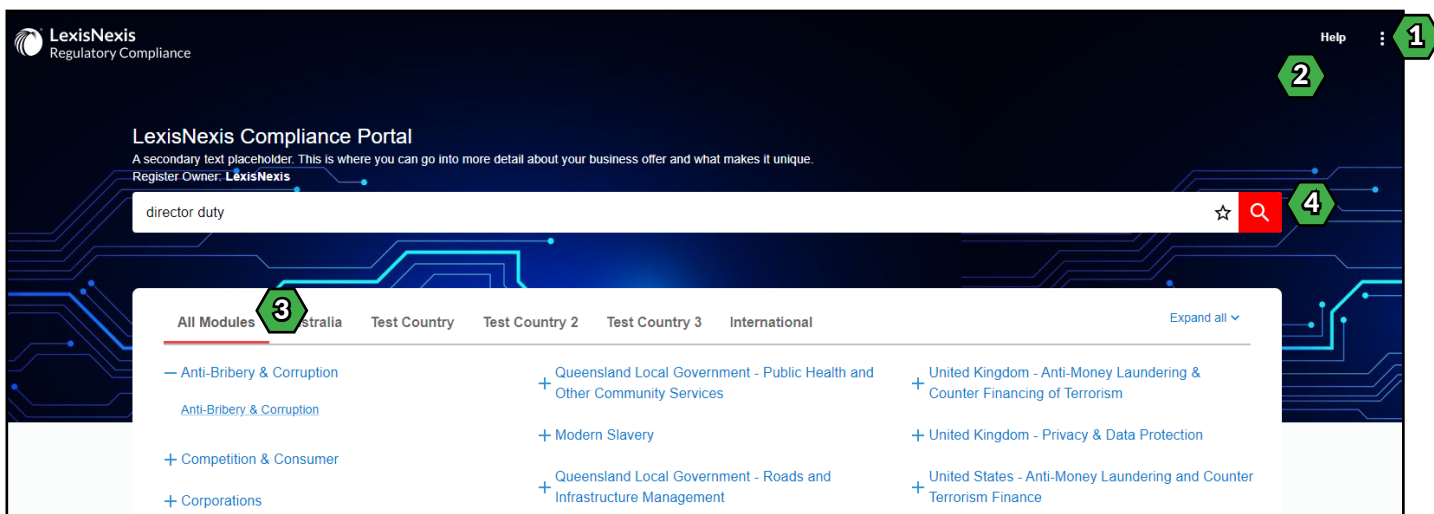 LexisNexis
Regulatory Compliance
Help
1
2
LexisNexis Compliance Portal
A secondary text placeholder. This is where you can go into more detail about your business offer and what makes it unique.
Register Owner: LexisNexis
director duty
4
3
All Modules
stralia
Test Country
Test Country 2
Test Country 3
International
Expand all
Anti-Bribery & Corruption
Anti-Bribery & Corruption
Competition & Consumer
Corporations
Queensland Local Government - Public Health and
Other Community Services
Modern Slavery
Queensland Local Government - Roads and
Infrastructure Management
United Kingdom - Anti-Money Laundering &
Counter Financing of Terrorism
United Kingdom - Privacy & Data Protection
United States - Anti-Money Laundering and Counter
Terrorism Finance